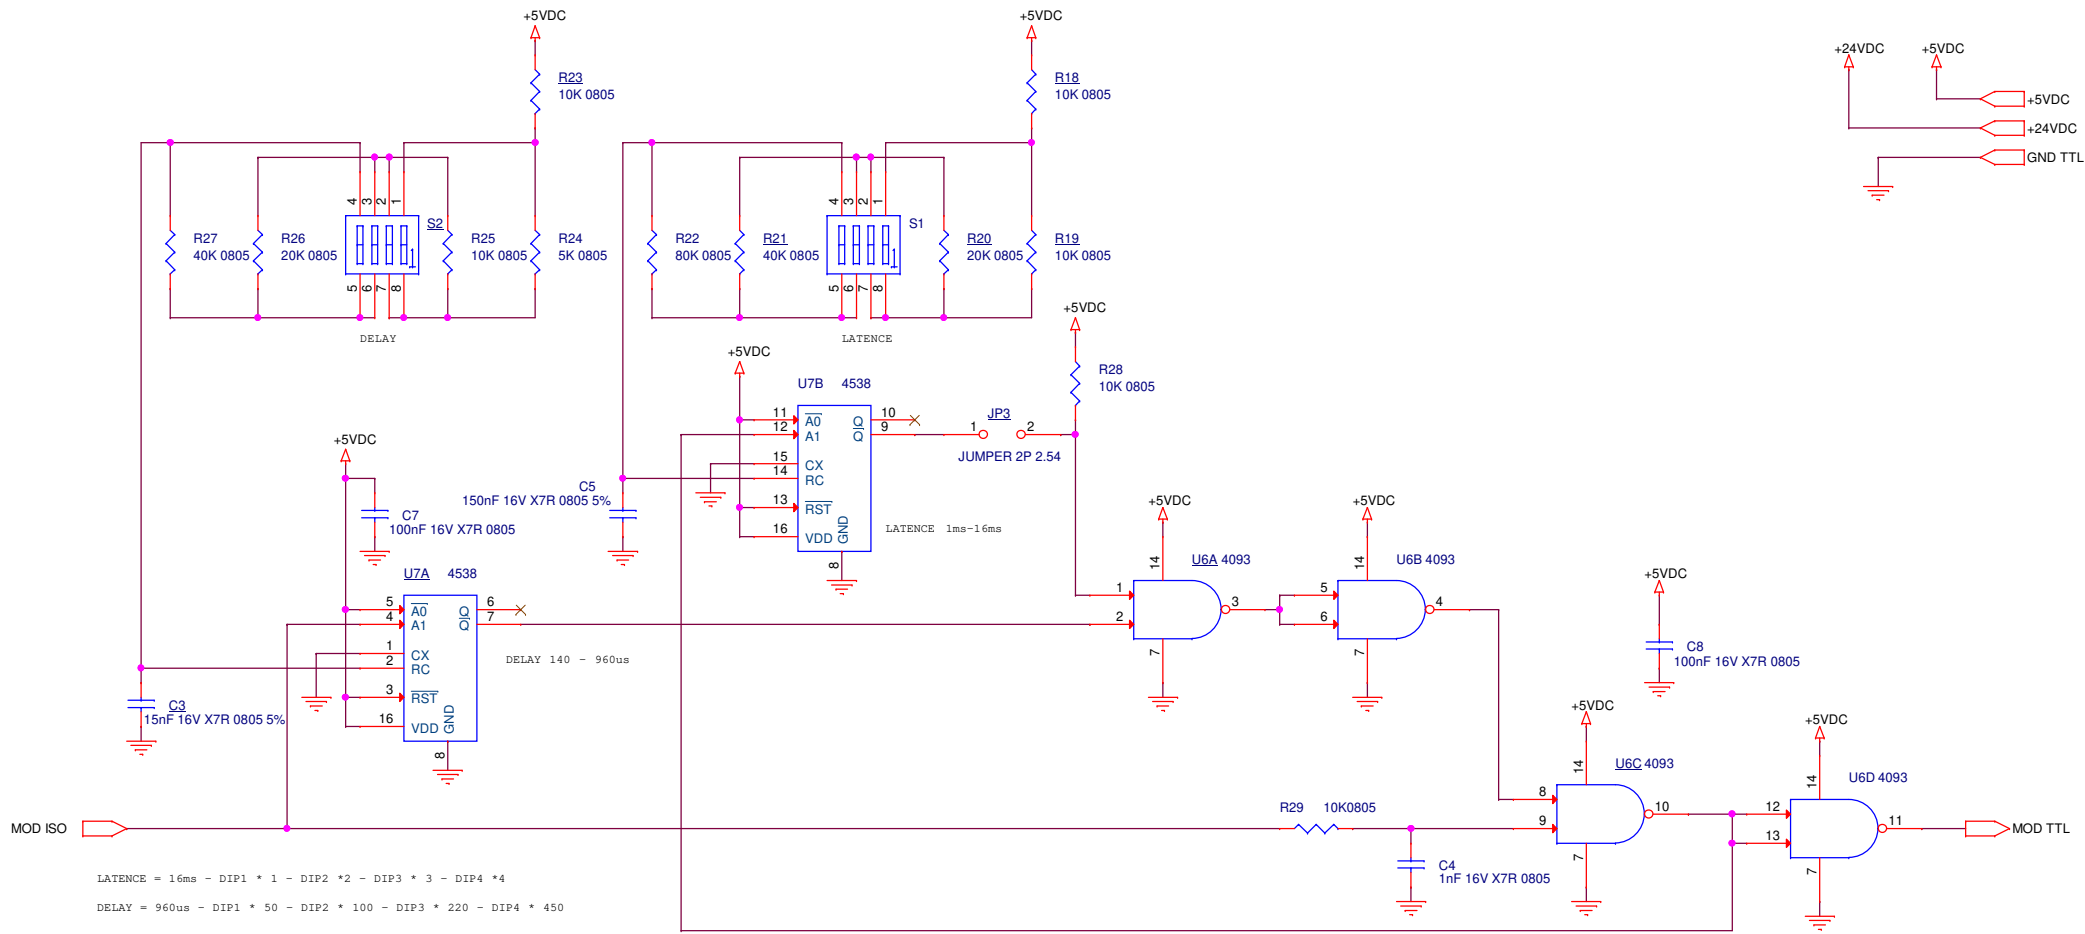 +5VDC
+5VDC
+24VDC
+5VDC
R23
10K 0805
R18
10K 0805
+5VDC
+24VDC
GND TTL
4
3
2
1
S2
4
3
2
1
S1
R27
40K 0805
R26
20K 0805
1
R25
10K 0805
R24
5K 0805
R22
80K 0805
R21
40K 0805
1
R20
20K 0805
R19
10K 0805
5
6
7
8
5
6
7
8
DELAY
LATENCE
+5VDC
+5VDC
U7B 4538
R28
10K 0805
11
A0
12
A1
15
CX
14
RC
13
RST
16
VDD
GND
8
Q
10
Q
9
JP3
1
2
JUMPER 2P 2.54
LATENCE 1ms-16ms
+5VDC
C7
100nF 16V X7R 0805
C5
150nF 16V X7R 0805 5%
U7A 4538
5
A0
4
A1
1
CX
2
RC
3
RST
16
VDD
GND
8
Q
6
Q
7
DELAY 140 - 960us
C3
15nF 16V X7R 0805 5%
+5VDC
14
U6A 4093
1
2
3
7
+5VDC
14
U6B 4093
5
6
4
7
+5VDC
C8
100nF 16V X7R 0805
+5VDC
14
U6C 4093
8
9
10
7
+5VDC
14
U6D 4093
12
13
11
7
MOD ISO
R29 10K0805
C4
1nF 16V X7R 0805
MOD TTL
LATENCE = 16ms - DIP1 * 1 - DIP2 *2 - DIP3 * 3 - DIP4 *4
DELAY = 960us - DIP1 * 50 - DIP2 * 100 - DIP3 * 220 - DIP4 * 450